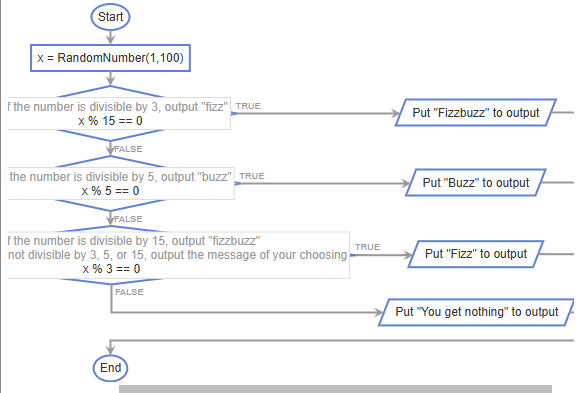 Start
x = RandomNumber(1,100)
f the number is divisible by 3, output "fizz"
x % 15 == 0
TRUE
Put "Fizzbuzz" to output
FALSE
the number is divisible by 5, output "buzz"
x % 5 == 0
TRUE
Put "Buzz" to output
FALSE
f the number is divisible by 15, output "fizzbuzz"
not divisible by 3, 5, or 15, output the message of your choosing
x % 3 == 0
TRUE
Put "Fizz" to output
FALSE
Put "You get nothing" to output
End